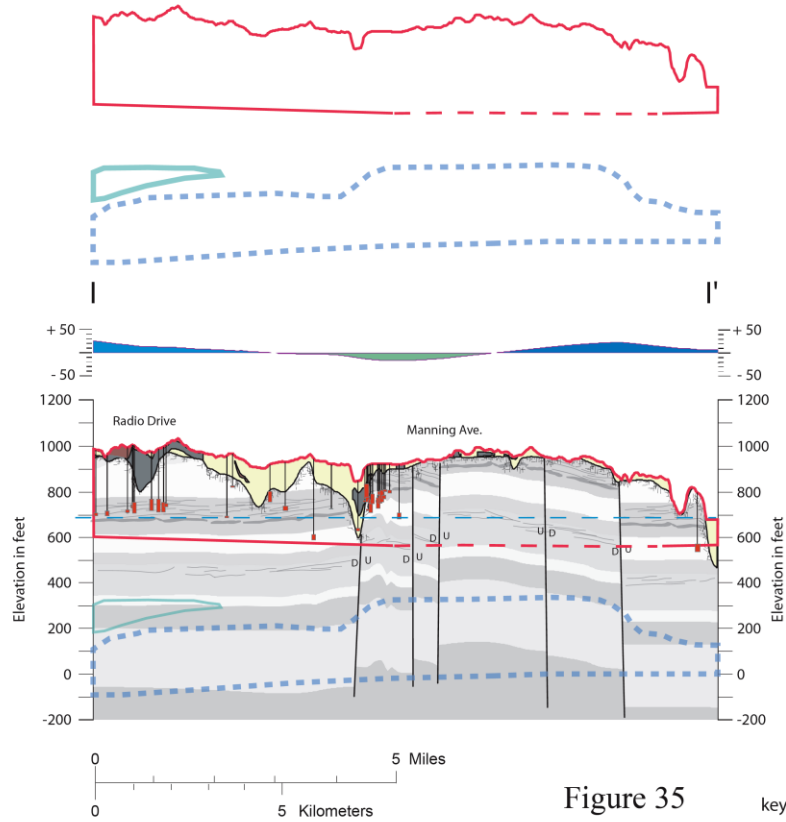 I I'
+ 50 + 50
- 50 - 50
1200 1200
Radio Drive Manning Ave.
1000 1000
800 800
600 600
D U D D U U D D U
400 400
200 200
0 0
-200 -200
Elevation in feet Elevation in feet
0 5 Miles
0 5 Kilometers
Figure 35 key